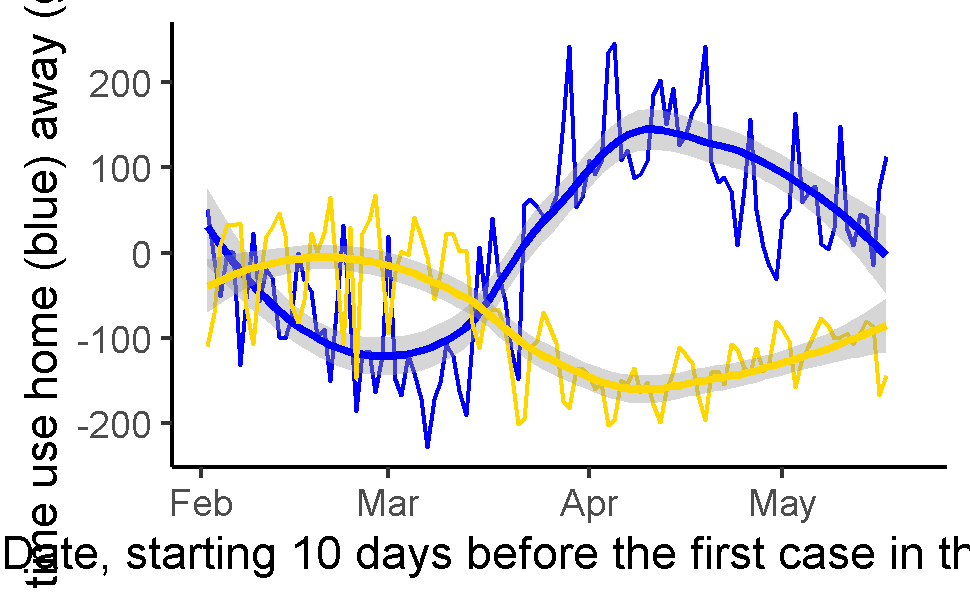 time use home (blue) away (
200
100
0
-100
-200
Feb Mar Apr May
Date, starting 10 days before the first case in th